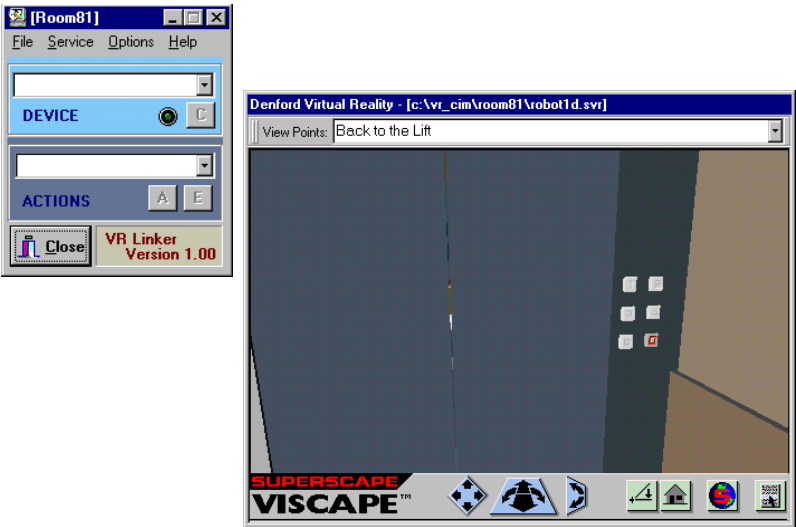 [Room81]
File Service Options Help
DEVICE
C
ACTIONS
A E
Close
VR Linker
Version 1.00
Denford Virtual Reality - [c:\vr_cim\room81\robot1d.svr]
View Points: Back to the Lift
SUPERSCAPE
VISCAPE™